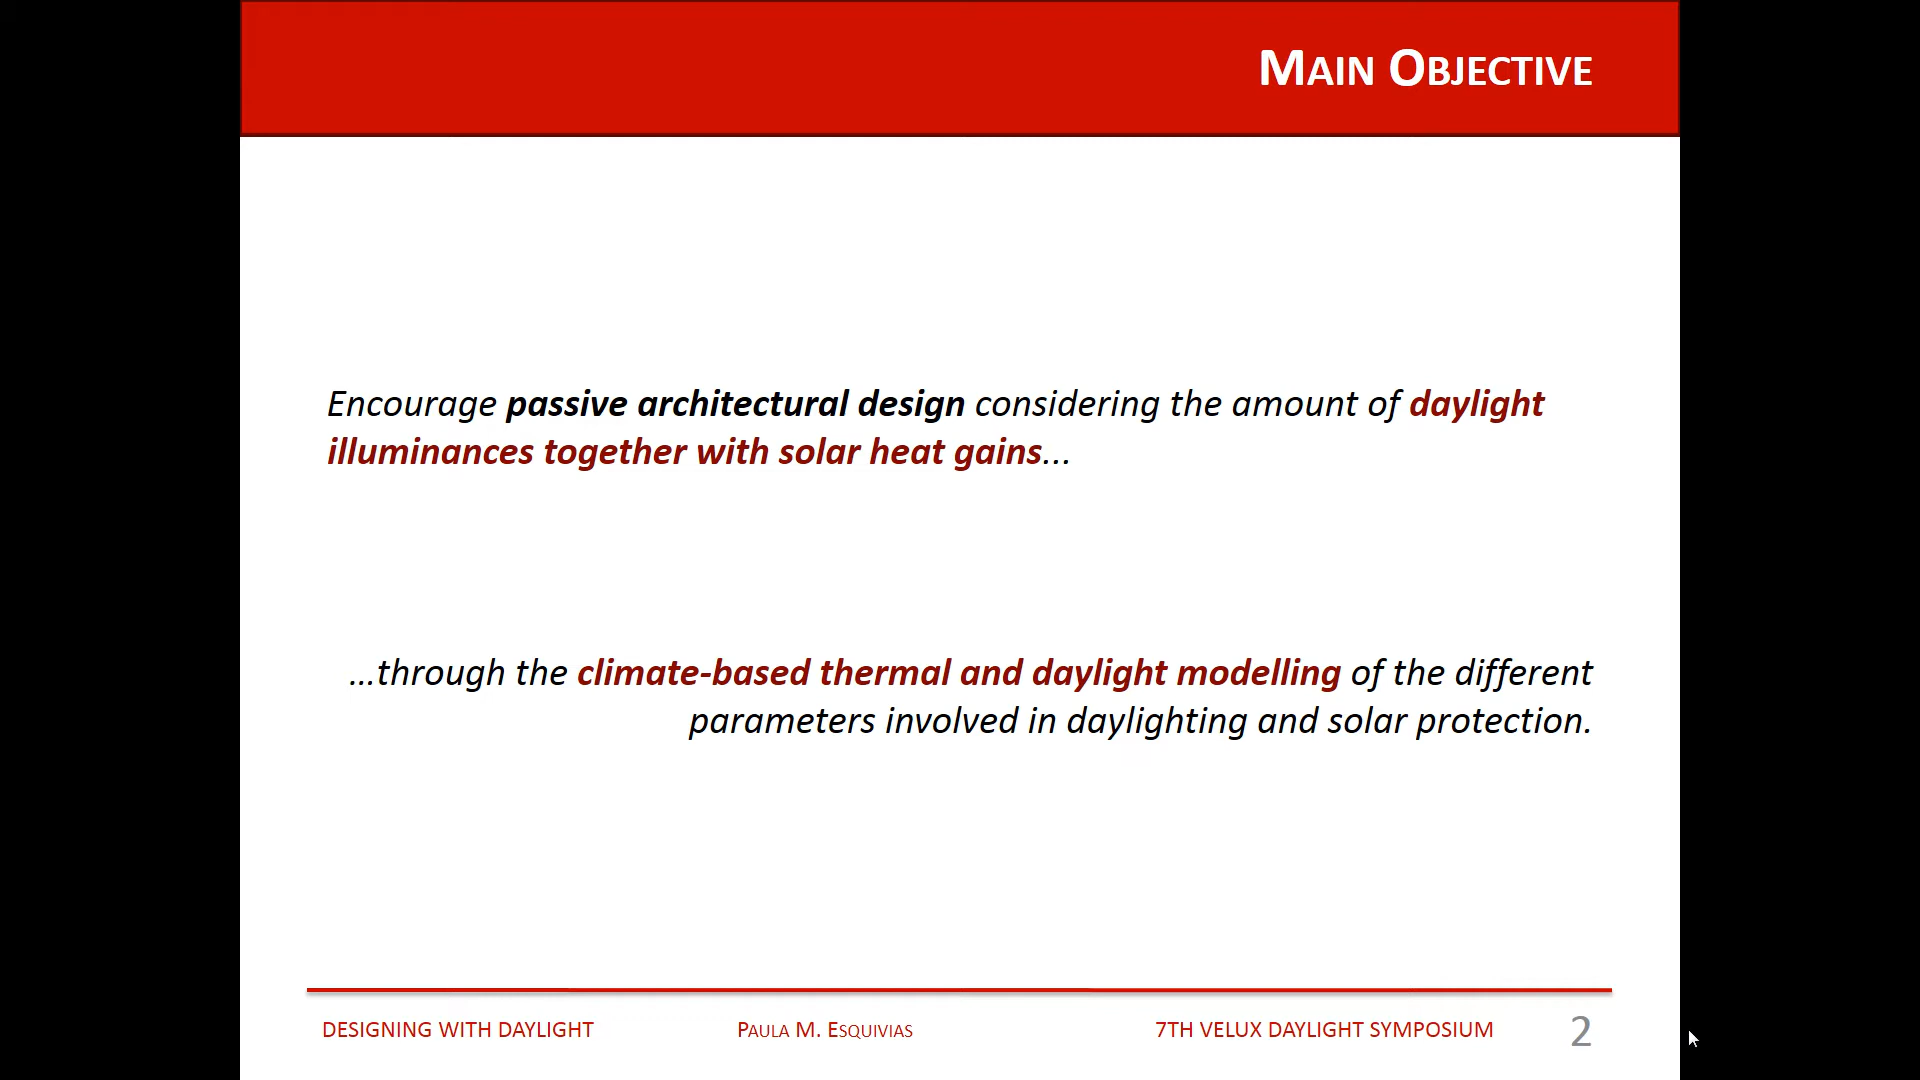 MAIN OBJECTIVE
Encourage passive architectural design considering the amount of daylight
illuminances together with solar heat gains...
...through the climate-based thermal and daylight modelling of the different
parameters involved in daylighting and solar protection.
DESIGNING WITH DAYLIGHT
PAULA M. ESQUIVIAS
7TH VELUX DAYLIGHT SYMPOSIUM
2